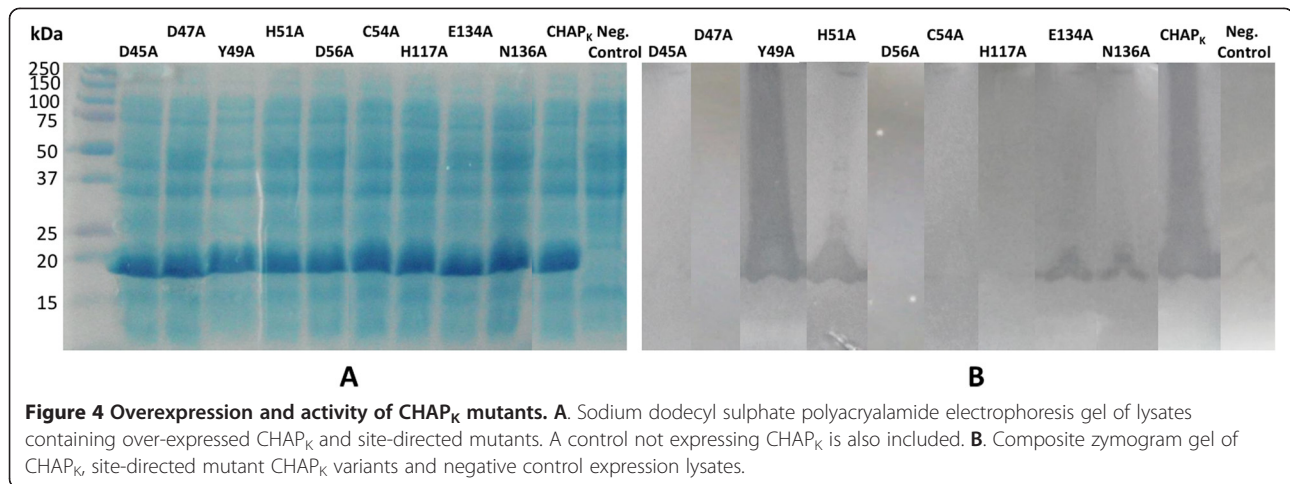 kDa D47A H51A C54A E134A CHAPK Neg.
D45A Y49A D56A H117A N136A Control
250
150
100
75
50
37
25
20
15
D47A H51A C54A E134A CHAPK Neg.
D45A Y49A D56A H117A N136A Control
A
B
Figure 4 Overexpression and activity of CHAPK mutants. A. Sodium dodecyl sulphate polyacryalamide electrophoresis gel of lysates
containing over-expressed CHAPK and site-directed mutants. A control not expressing CHAPK is also included. B. Composite zymogram gel of
CHAPK, site-directed mutant CHAPK variants and negative control expression lysates.